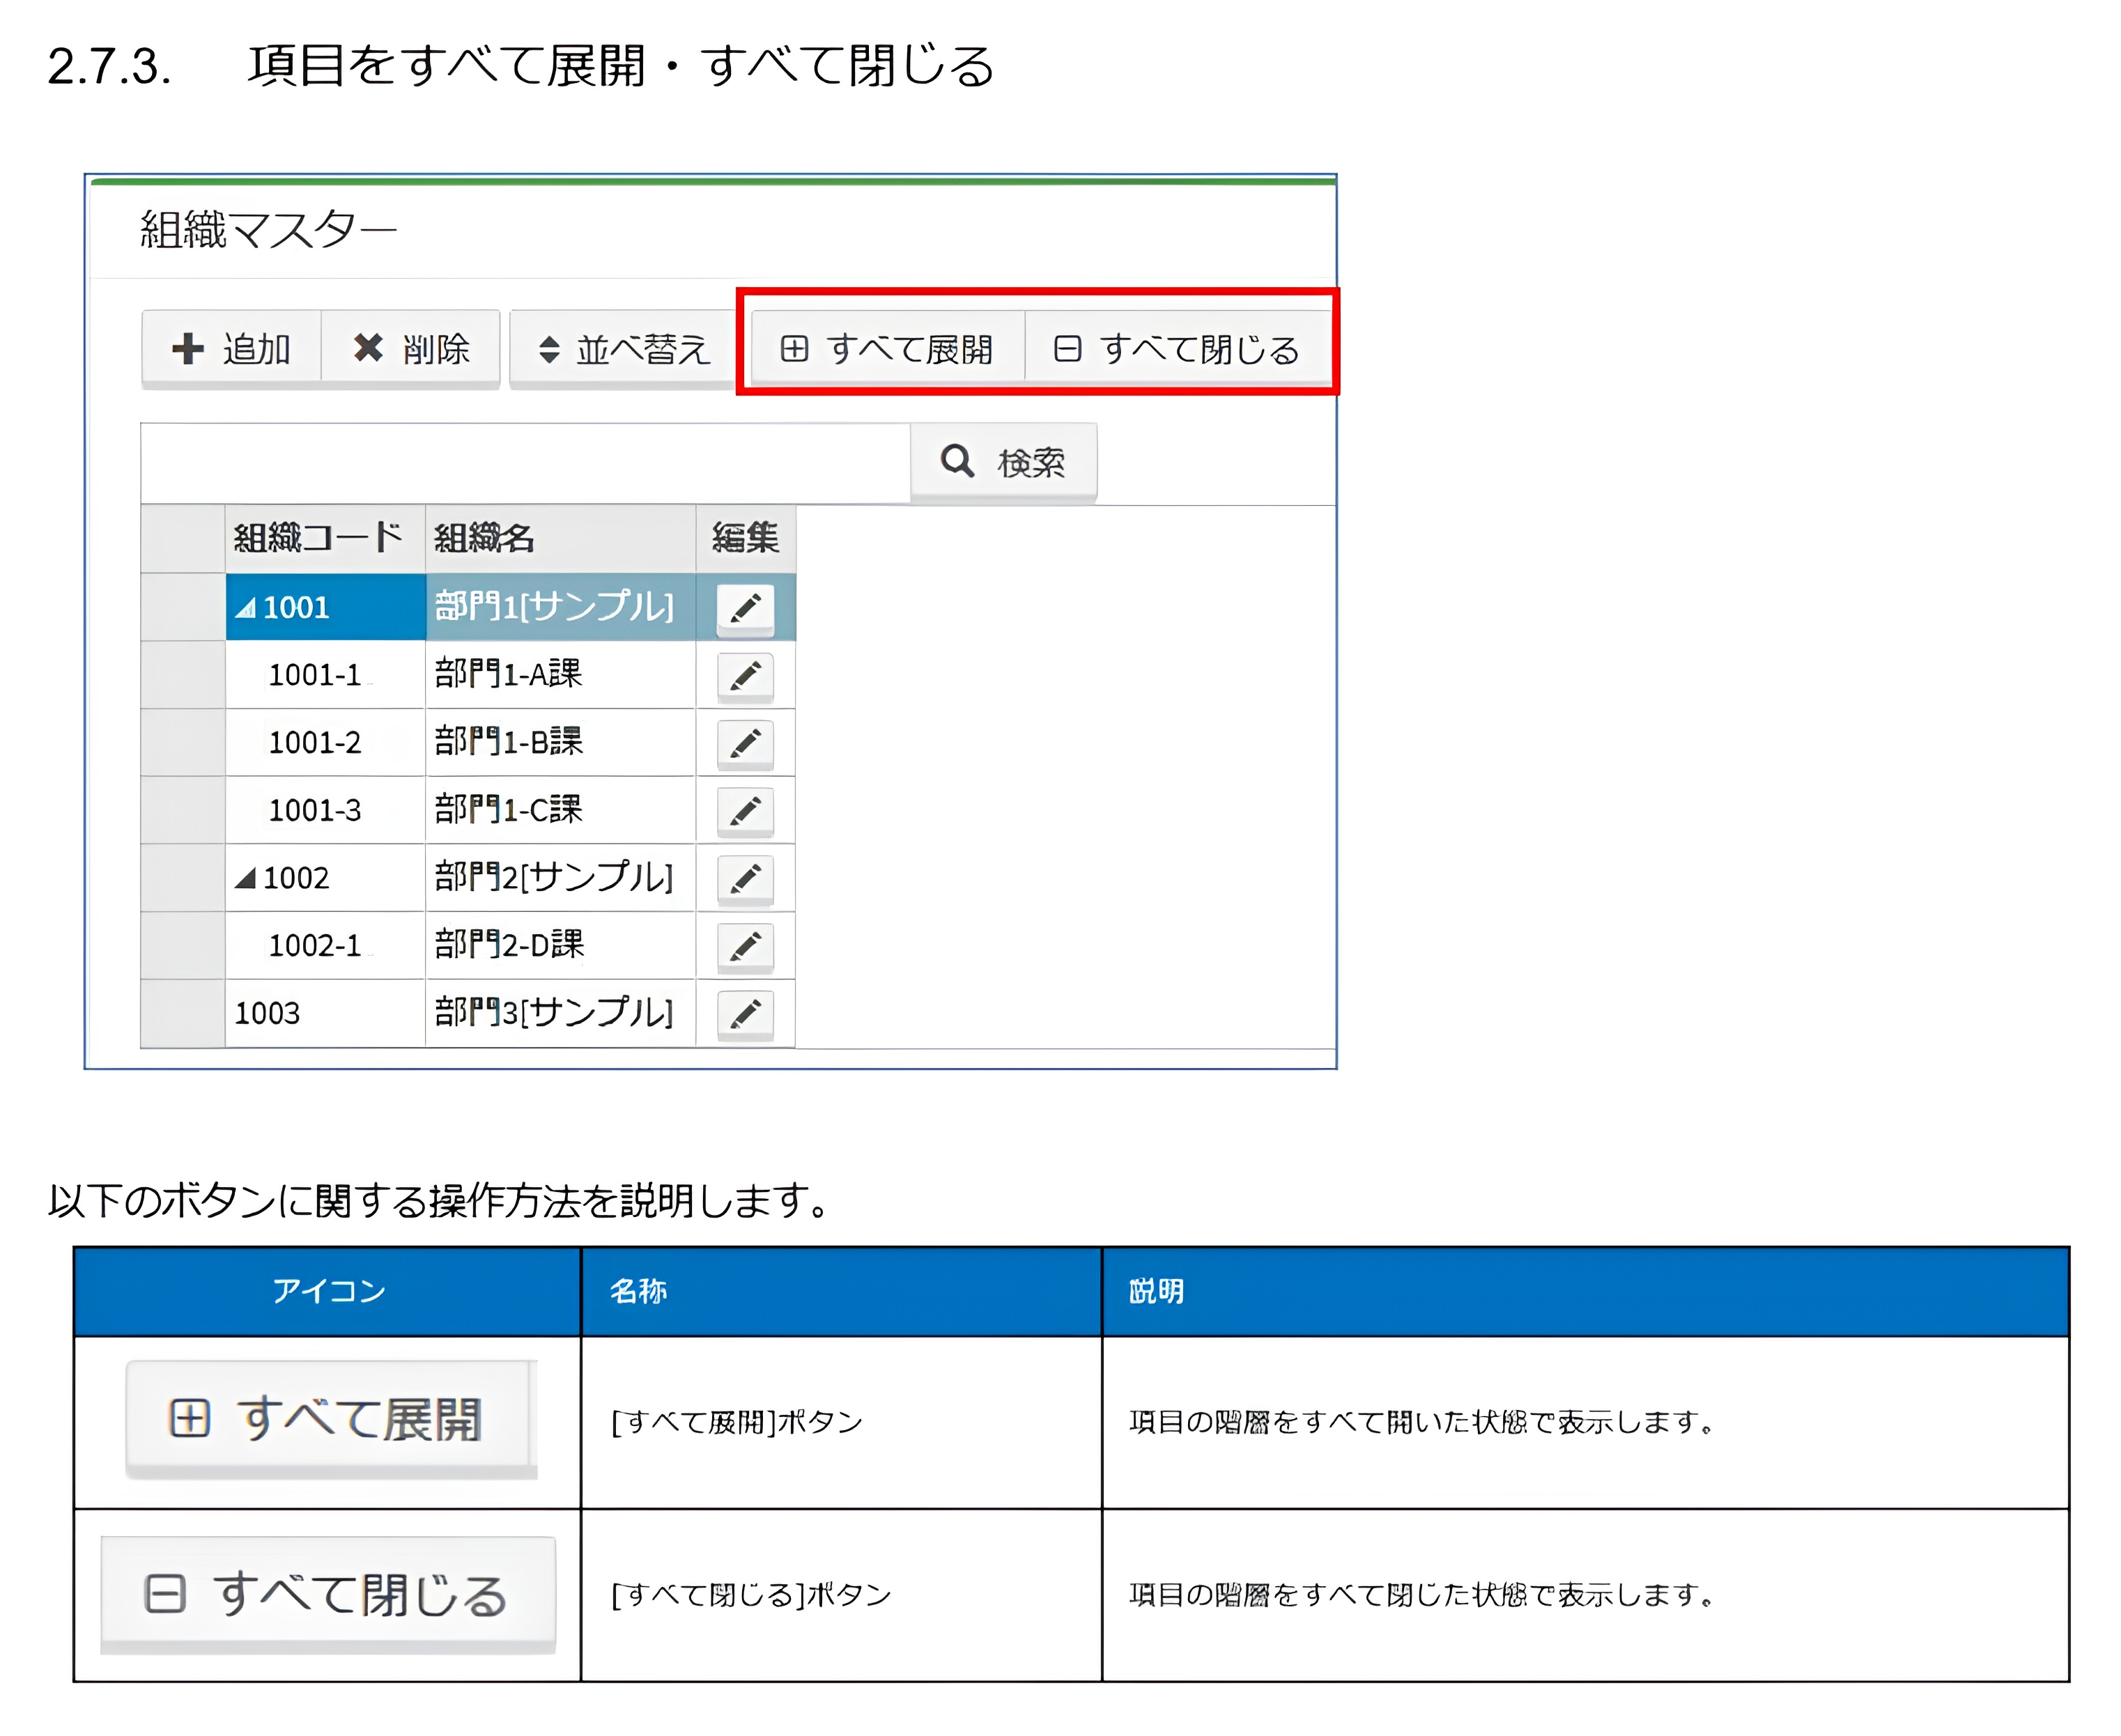 2.7.3. 項目をすべて展開・すべて閉じる
組織マスター
追加 削除 並べ替え すべて展開 すべて閉じる
検索
組織コード 組織名 編集
1001 部門1[サンプル]
1001-1 部門1-A課
1001-2 部門1-B課
1001-3 部門1-C課
1002 部門2[サンプル]
1002-1 部門2-D課
1003 部門3[サンプル]
以下のボタンに関する操作方法を説明します。
アイコン 名称 説明
すべて展開 [すべて展開]ボタン 項目の階層をすべて開いた状態で表示します。
すべて閉じる [すべて閉じる]ボタン 項目の階層をすべて閉じた状態で表示します。